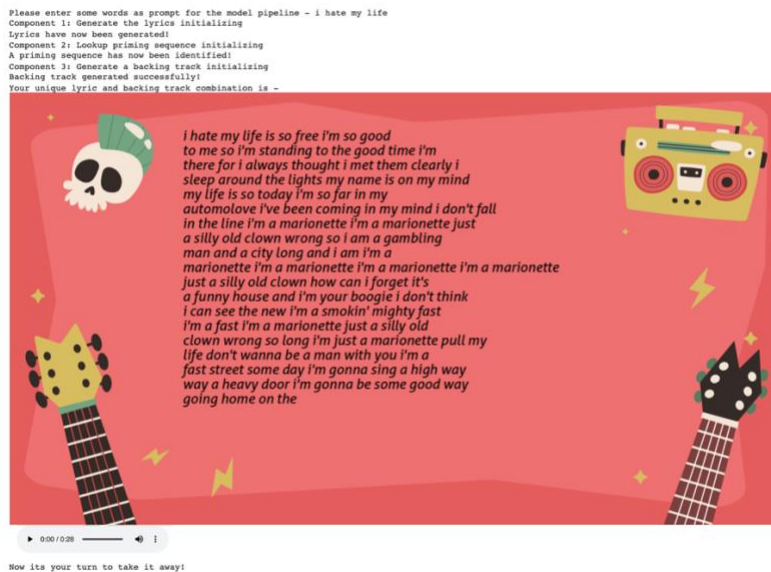 Please enter some words as prompt for the model pipeline - i hate my life
Component 1: Generate the lyrics initializing
Lyrics have now been generated!
Component 2: Lookup priming sequence initializing
A priming sequence has now been identified!
Component 3: Generate a backing track initializing
Backing track generated successfully!
Your unique lyric and backing track combination is -
i hate my life is so free i'm so good
to me so i'm standing to the good time i'm
there for i always thought i met them clearly i
sleep around the lights my name is on my mind
my life is so today i'm so far in my
automolove i've been coming in my mind i don't fall
in the line i'm a marionette i'm a marionette just
a silly old clown wrong so i am a gambling
man and a city long and i am i'm a
marionette i'm a marionette i'm a marionette i'm a marionette
just a silly old clown how can i forget it's
a funny house and i'm your boogie i don't think
i can see the new i'm a smokin' mighty fast
i'm a fast i'm a marionette just a silly old
clown wrong so long i'm just a marionette pull my
life don't wanna be a man with you i'm a
fast street some day i'm gonna sing a high way
way a heavy door i'm gonna be some good way
going home on the
0:00 / 0:28
Now its your turn to take it away!